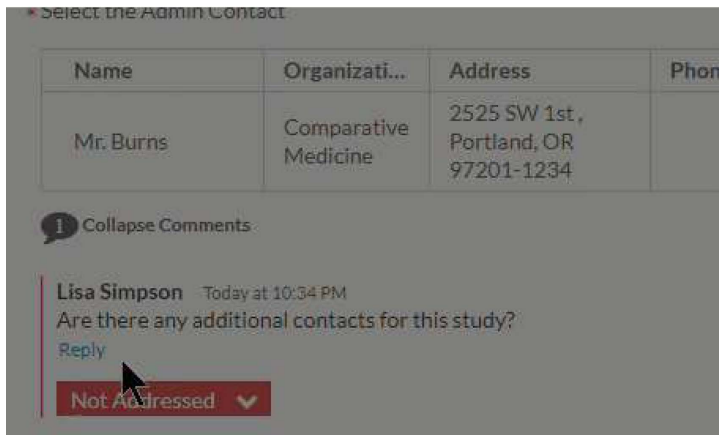 * Select the Admin Contact
Name Organizati... Address Phon
Mr. Burns Comparative Medicine 2525 SW 1st , Portland, OR 97201-1234
1 Collapse Comments
Lisa Simpson Today at 10:34 PM
Are there any additional contacts for this study?
Reply
Not Addressed